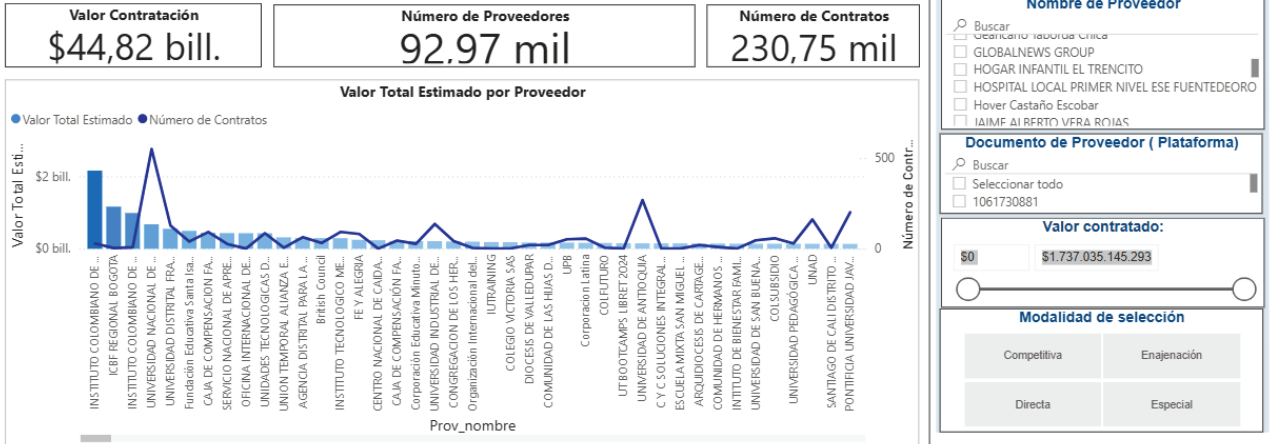 Valor Contratación
$44,82 bill.
Número de Proveedores
92,97 mil
Número de Contratos
230,75 mil
Valor Total Estimado por Proveedor
Valor Total Estimado Número de Contratos
Valor Total Esti...
$2 bill.
$0 bill.
500
0
Número de Contr...
INSTITUTO COLOMBIANO DE ...
ICBF REGIONAL BOGOTA
INSTITUTO COLOMBIANO DE ...
UNIVERSIDAD NACIONAL DE ...
UNIVERSIDAD DISTRITAL FRA...
Fundación Educativa Santa Isa...
CAJA DE COMPENSACION FA...
SERVICIO NACIONAL DE APRE...
OFICINA INTERNACIONAL DE...
UNIDADES TECNOLOGICAS D...
UNION TEMPORAL ALIANZA E...
AGENCIA DISTRITAL PARA LA ...
British Council
FE Y ALEGRIA
INSTITUTO TECNOLOGICO ME...
CENTRO NACIONAL DE CAIDA...
CAJA DE COMPENSACIÓN FA...
Corporación Educativa Minuto...
UNIVERSIDAD INDUSTRIAL DE...
CONGREGACION DE LOS HER...
Organización Internacional del...
IUTRAINING
COLEGIO VICTORIA SAS
DIOCESIS DE VALLEDUPAR
COMUNIDAD DE LAS HIJAS D...
UPB
Corporacion Latina
COLFUTURO
UT BOOTCAMPS LIBRET 2024
UNIVERSIDAD DE ANTIOQUIA
C Y C SOLUCIONES INTEGRAL...
ESCUELA MIXTA SAN MIGUEL ...
ARQUIDIOCESIS DE CARTAGE...
COMUNIDAD DE HERMANOS ...
INTITUTO DE BIENESTAR FAMI...
UNIVERSIDAD DE SAN BUENA...
COLSUBSIDIO
UNIVERSIDAD PEDAGÓGICA ...
UNAD
SANTIAGO DE CALI DISTRITO ...
PONTIFICIA UNIVERSIDAD JAV...
Prov_nombre
Nombre de Proveedor
Buscar
Geancarlo Taborda Chica
GLOBALNEWS GROUP
HOGAR INFANTIL EL TRENCITO
HOSPITAL LOCAL PRIMER NIVEL ESE FUENTEDEORO
Hover Castaño Escobar
JAIME ALBERTO VERA ROJAS
Documento de Proveedor ( Plataforma)
Buscar
Seleccionar todo
1061730881
Valor contratado:
$0 $1.737.035.145.293
Modalidad de selección
Competitiva Enajenación
Directa Especial